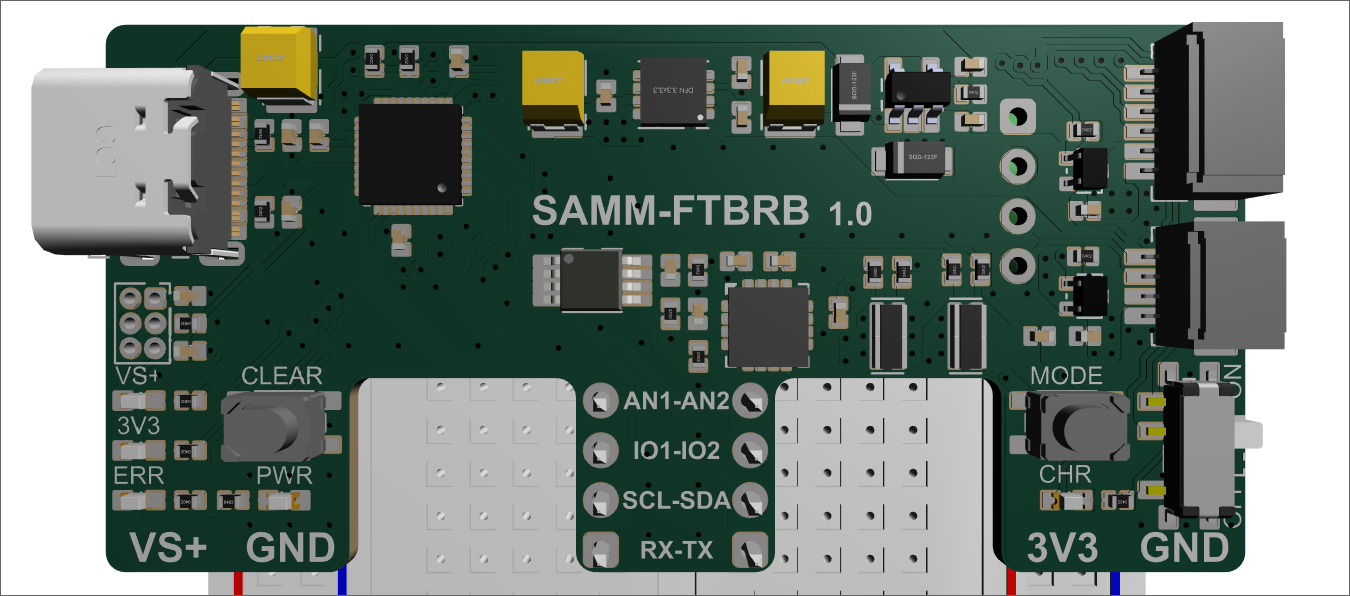 GCT
DFN 3.3x3.3
SOD-123F
SOD-123F
SAMM-FTBRB 1.0
VS+
CLEAR
MODE
3V3
AN1-AN2
IO1-IO2
ERR
PWR
CHR
SCL-SDA
RX-TX
VS+
GND
3V3
GND
ON